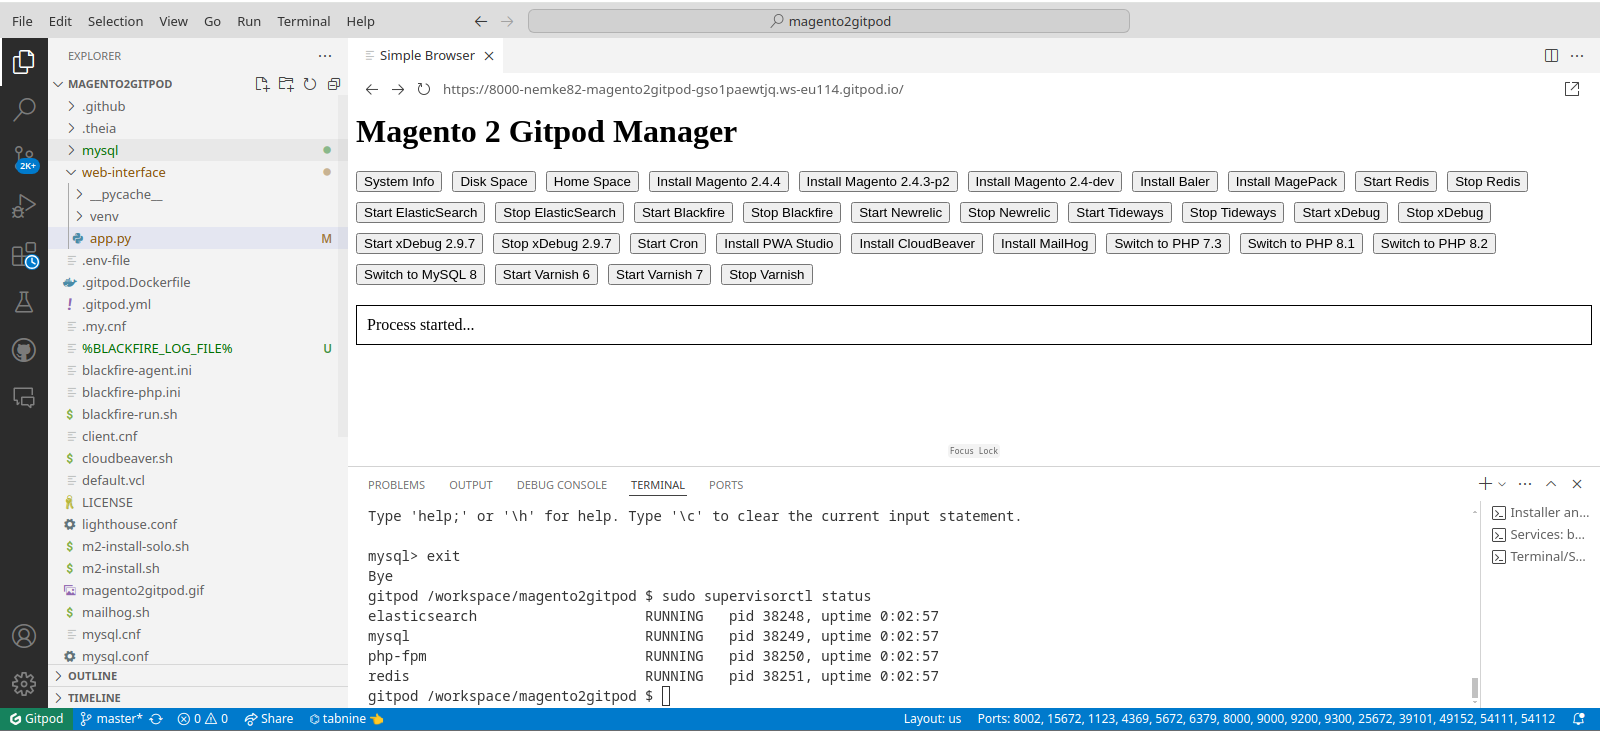 File Edit Selection View Go Run Terminal Help magento2gitpod
EXPLORER
MAGENTO2GITPOD
.github
.theia
mysql
web-interface
__pycache__
venv
app.py M
.env-file
.gitpod.Dockerfile
.gitpod.yml
.my.cnf
%BLACKFIRE_LOG_FILE% U
blackfire-agent.ini
blackfire-php.ini
blackfire-run.sh
client.cnf
cloudbeaver.sh
default.vcl
LICENSE
lighthouse.conf
m2-install-solo.sh
m2-install.sh
magento2gitpod.gif
mailhog.sh
mysql.cnf
mysql.conf
OUTLINE
TIMELINE
2K+
Simple Browser
https://8000-nemke82-magento2gitpod-gso1paewtjq.ws-eu114.gitpod.io/
Magento 2 Gitpod Manager
System Info Disk Space Home Space Install Magento 2.4.4 Install Magento 2.4.3-p2 Install Magento 2.4-dev Install Baler Install MagePack Start Redis Stop Redis
Start ElasticSearch Stop ElasticSearch Start Blackfire Stop Blackfire Start Newrelic Stop Newrelic Start Tideways Stop Tideways Start xDebug Stop xDebug
Start xDebug 2.9.7 Stop xDebug 2.9.7 Start Cron Install PWA Studio Install CloudBeaver Install MailHog Switch to PHP 7.3 Switch to PHP 8.1 Switch to PHP 8.2
Switch to MySQL 8 Start Varnish 6 Start Varnish 7 Stop Varnish
Process started...
Focus Lock
PROBLEMS OUTPUT DEBUG CONSOLE TERMINAL PORTS
Type 'help;' or '\h' for help. Type '\c' to clear the current input statement.
mysql> exit
Bye
gitpod /workspace/magento2gitpod $ sudo supervisorctl status
elasticsearch RUNNING pid 38248, uptime 0:02:57
mysql RUNNING pid 38249, uptime 0:02:57
php-fpm RUNNING pid 38250, uptime 0:02:57
redis RUNNING pid 38251, uptime 0:02:57
gitpod /workspace/magento2gitpod $
Installer an...
Services: b...
Terminal/S...
Gitpod master* 0 0 Share tabnine Layout: us Ports: 8002, 15672, 1123, 4369, 5672, 6379, 8000, 9000, 9200, 9300, 25672, 39101, 49152, 54111, 54112